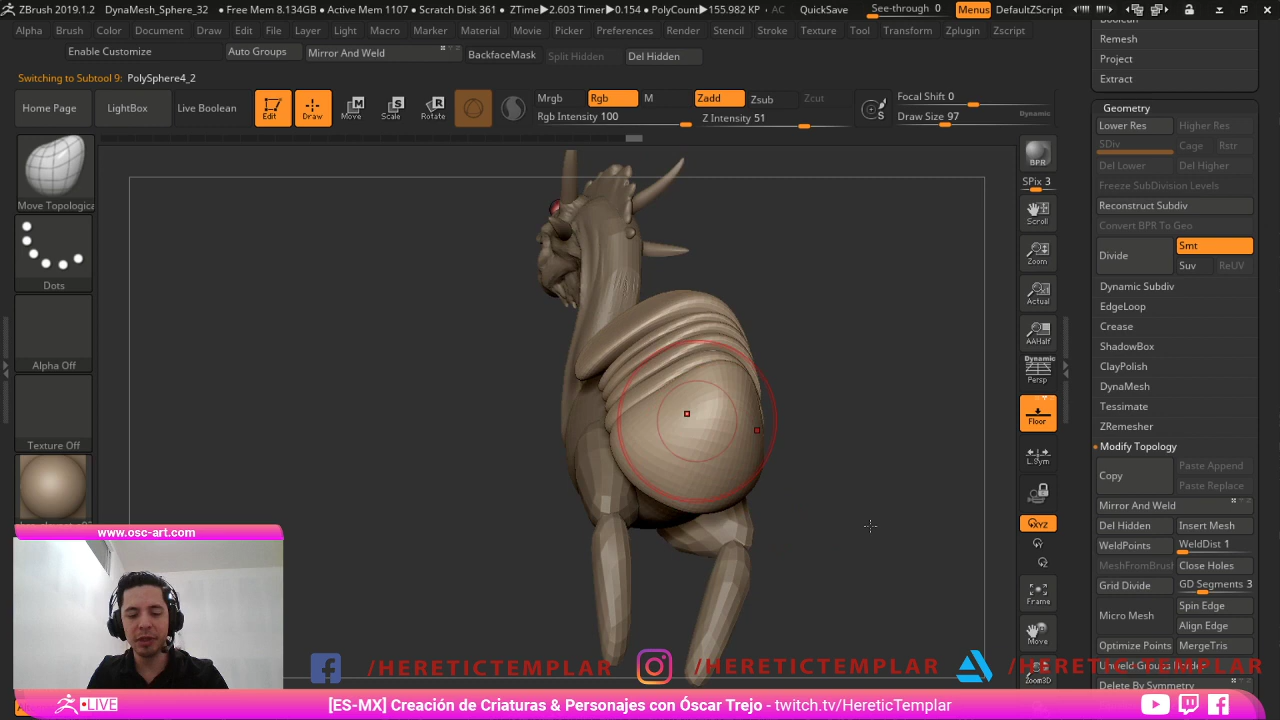 ZBrush 2019.1.2 DynaMesh_Sphere_32 • Free Mem 8.134GB • Active Mem 1107 • Scratch Disk 361 • ZTime▶2.603 Timer▶0.154 • PolyCount▶155.982 KP • AC QuickSave See-through 0 Menus DefaultZScript
Alpha Brush Color Document Draw Edit File Layer Light Macro Marker Material Movie Picker Preferences Render Stencil Stroke Texture Tool Transform Zplugin Zscript
Enable Customize Auto Groups Mirror And Weld BackfaceMask Split Hidden Del Hidden
Switching to Subtool 9: PolySphere4_2
Home Page LightBox Live Boolean Edit Draw Move Scale Rotate
Mrgb Rgb M Zadd Zsub Zcut Focal Shift 0
Rgb Intensity 100 Z Intensity 51 Draw Size 97 Dynamic
Move Topologica
Dots
Alpha Off
Texture Off
BPR
SPix 3
Scroll
Zoom
Actual
AAHalf
Dynamic
Persp
Floor
L.Sym
XYZ
Frame
Move
Zoom3D
Remesh
Project
Extract
Geometry
Lower Res Higher Res
SDiv Cage Rstr
Del Lower Del Higher
Freeze SubDivision Levels
Reconstruct Subdiv
Convert BPR To Geo
Divide Smt
Suv ReUV
Dynamic Subdiv
EdgeLoop
Crease
ShadowBox
ClayPolish
DynaMesh
Tessimate
ZRemesher
Modify Topology
Copy Paste Append
Paste Replace
Mirror And Weld
Del Hidden Insert Mesh
WeldPoints WeldDist 1
MeshFromBrush Close Holes
Grid Divide GD Segments 3
Micro Mesh Spin Edge
Align Edge
Optimize Points MergeTris
Delete By Symmetry
www.osc-art.com
/HERETICTEMPLAR /HERETICTEMPLAR /HERETIC_TEMPLAR
LIVE [ES-MX] Creación de Criaturas & Personajes con Óscar Trejo - twitch.tv/HereticTemplar